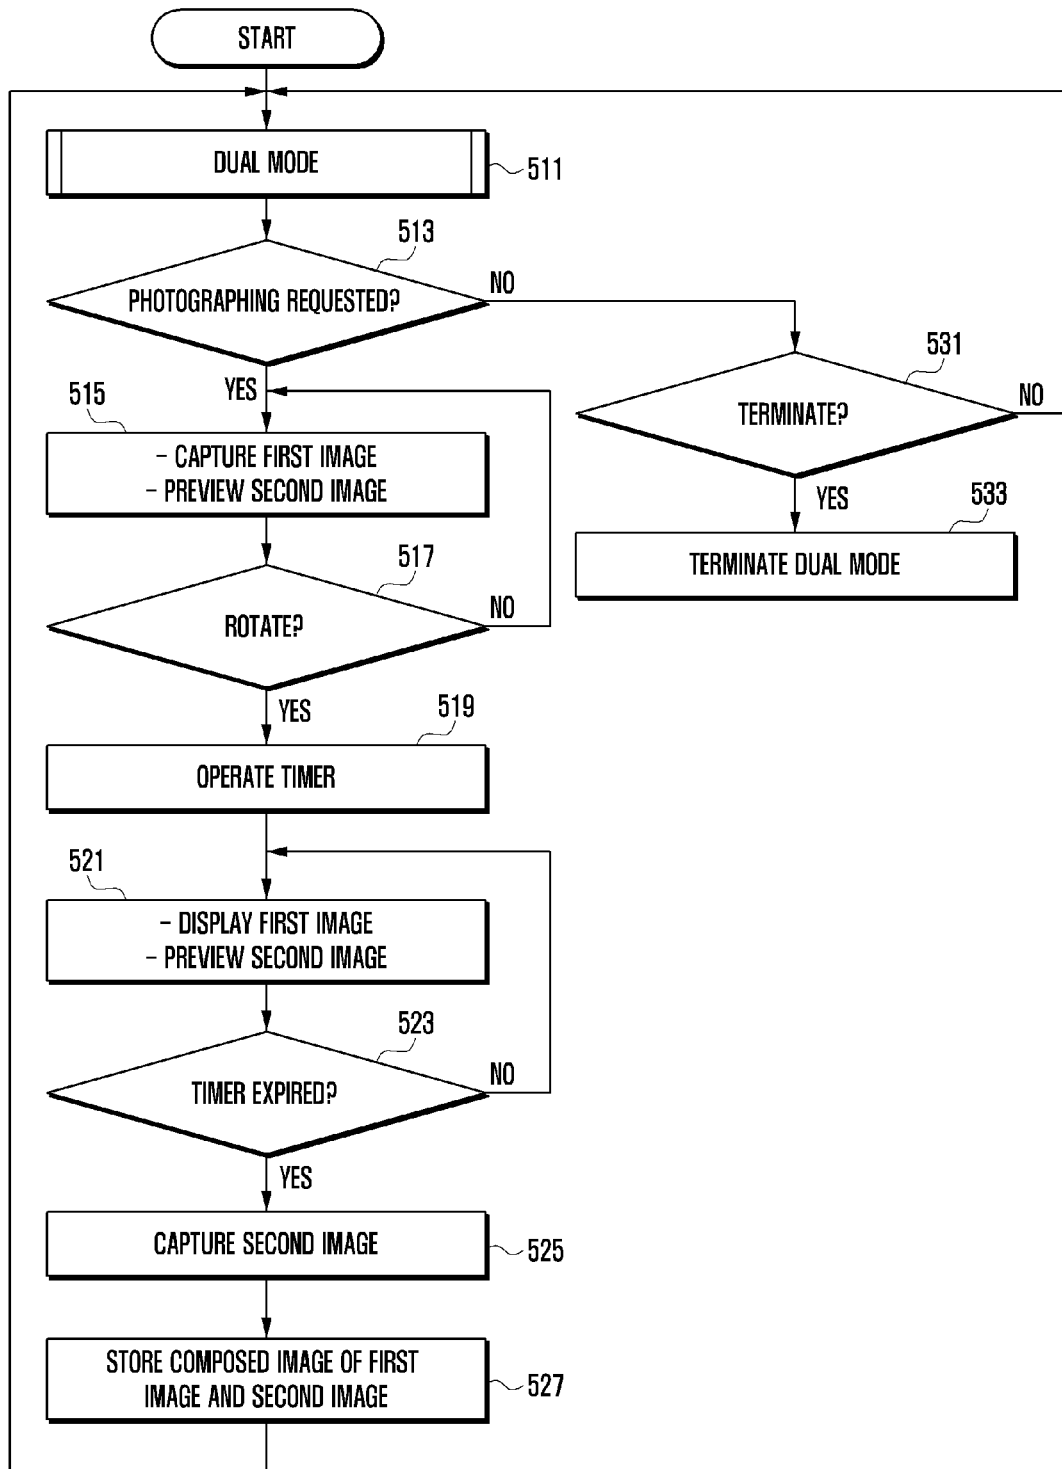 START
DUAL MODE
511
513
PHOTOGRAPHING REQUESTED?
NO
YES
531
TERMINATE?
NO
YES
533
TERMINATE DUAL MODE
515
– CAPTURE FIRST IMAGE
– PREVIEW SECOND IMAGE
517
ROTATE?
NO
YES
519
OPERATE TIMER
521
– DISPLAY FIRST IMAGE
– PREVIEW SECOND IMAGE
523
TIMER EXPIRED?
NO
YES
CAPTURE SECOND IMAGE
525
STORE COMPOSED IMAGE OF FIRST
IMAGE AND SECOND IMAGE
527